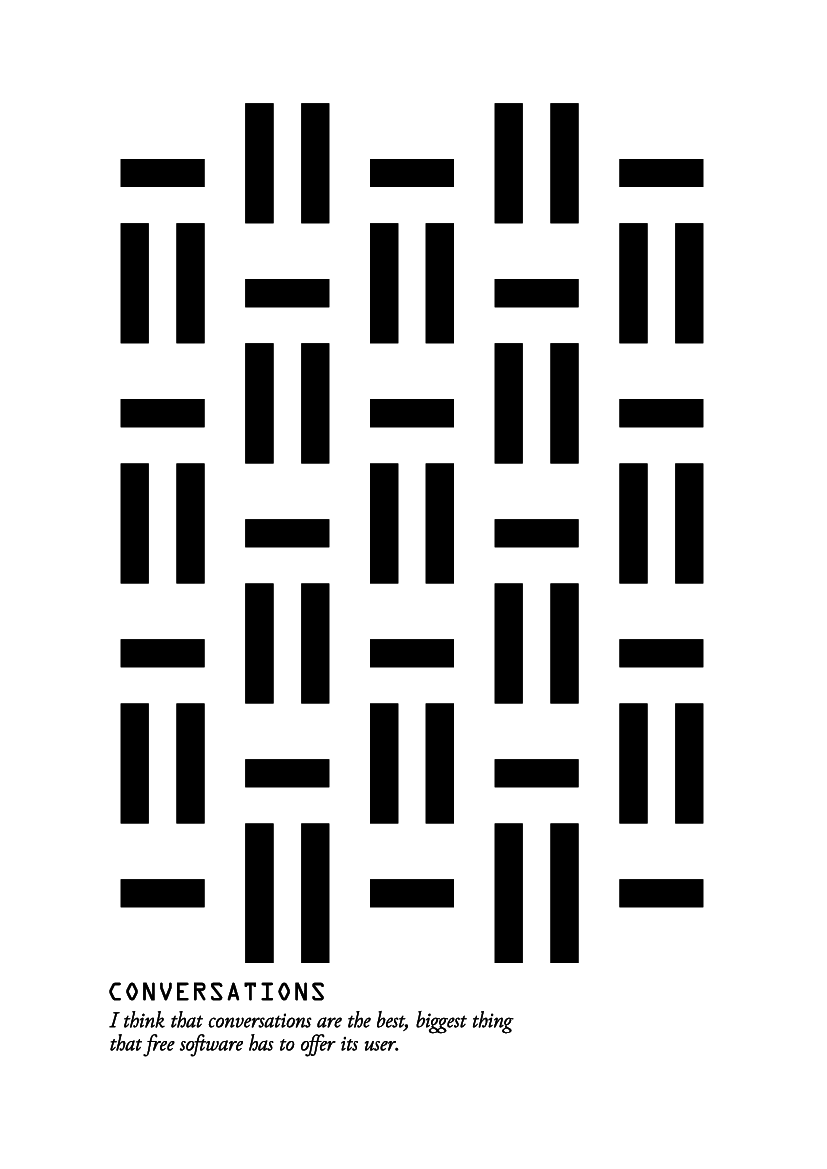 CONVERSATIONS
I think that conversations are the best, biggest thing
that free software has to offer its user.